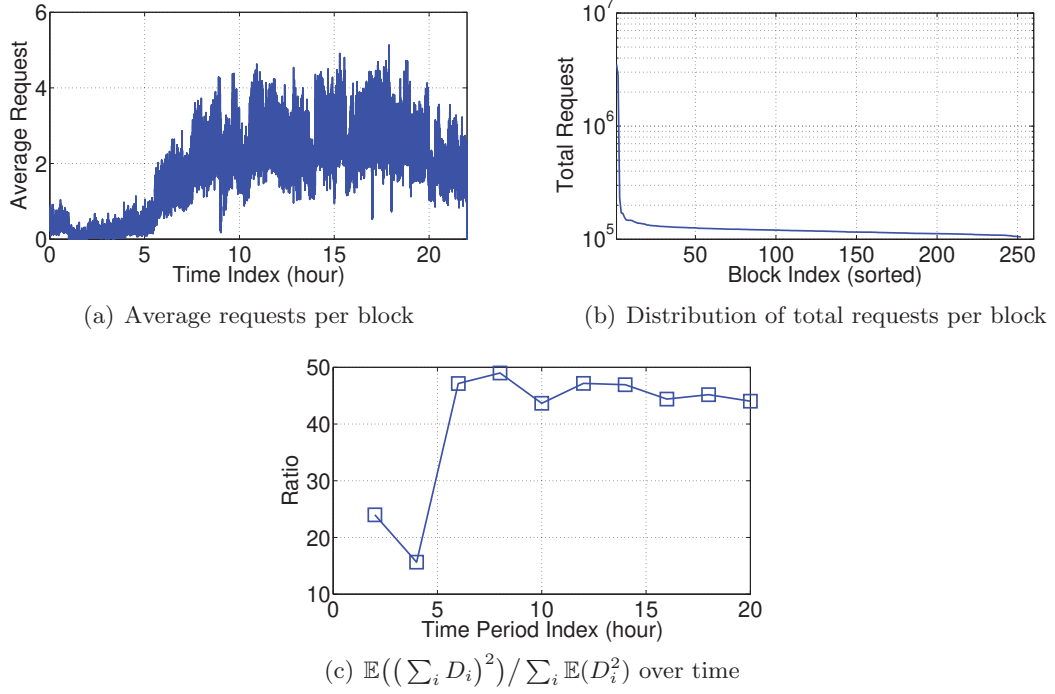 6
4
2
0
Average Request
0 5 10 15 20
Time Index (hour)
(a) Average requests per block
10^7
10^6
10^5
Total Request
50 100 150 200 250
Block Index (sorted)
(b) Distribution of total requests per block
50
40
30
20
10
Ratio
0 5 10 15 20
Time Period Index (hour)
(c) 𝔼((∑_i D_i)^2)/∑_i 𝔼(D_i^2) over time